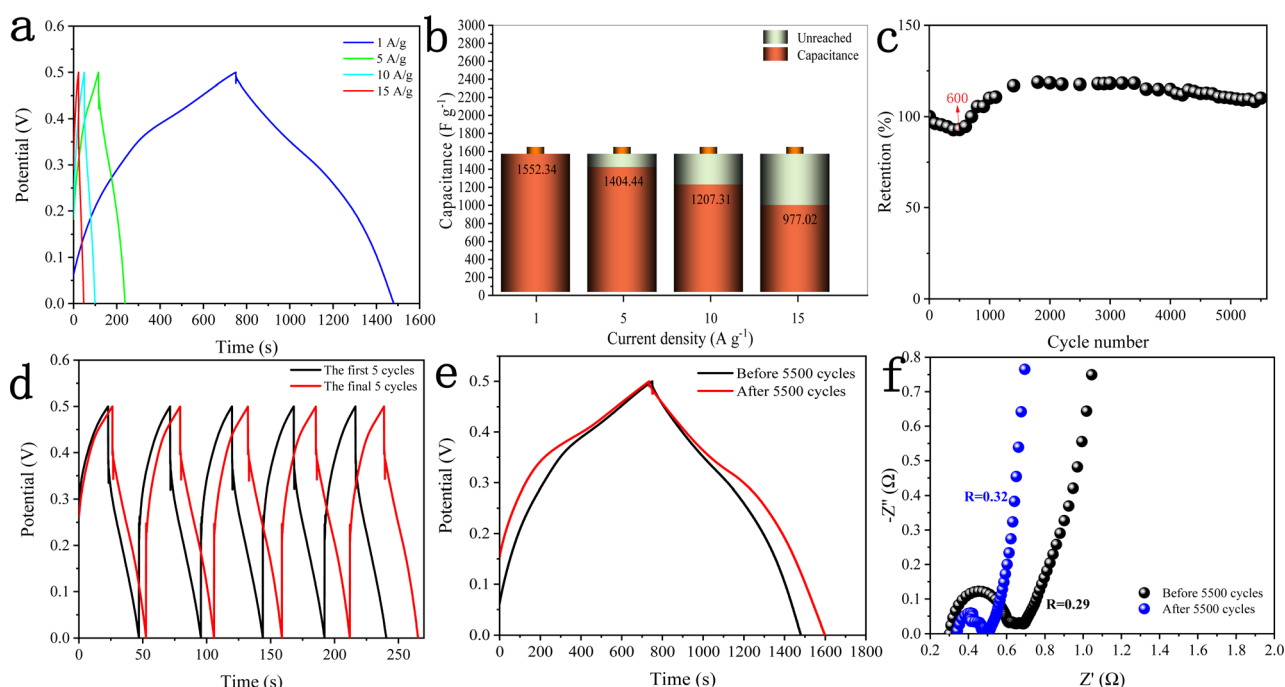 a
0.6
0.5
0.4
0.3
0.2
0.1
0.0
Potential (V)
1 A/g
5 A/g
10 A/g
15 A/g
0 200 400 600 800 1000 1200 1400 1600
Time (s)
b
3000
2800
2600
2400
2200
2000
1800
1600
1400
1200
1000
800
600
400
200
0
Capacitance (F g⁻¹)
Unreached
Capacitance
1552.34
1404.44
1207.31
977.02
1 5 10 15
Current density (A g⁻¹)
c
150
100
50
0
Retention (%)
600
0 1000 2000 3000 4000 5000
Cycle number
d
0.6
0.5
0.4
0.3
0.2
0.1
0.0
Potential (V)
The first 5 cycles
The final 5 cycles
0 50 100 150 200 250
Time (s)
e
0.5
0.4
0.3
0.2
0.1
0.0
Potential (V)
Before 5500 cycles
After 5500 cycles
0 200 400 600 800 1000 1200 1400 1600 1800
Time (s)
f
0.8
0.7
0.6
0.5
0.4
0.3
0.2
0.1
0.0
-Z" (Ω)
R=0.32
R=0.29
Before 5500 cycles
After 5500 cycles
0.2 0.4 0.6 0.8 1.0 1.2 1.4 1.6 1.8 2.0
Z' (Ω)